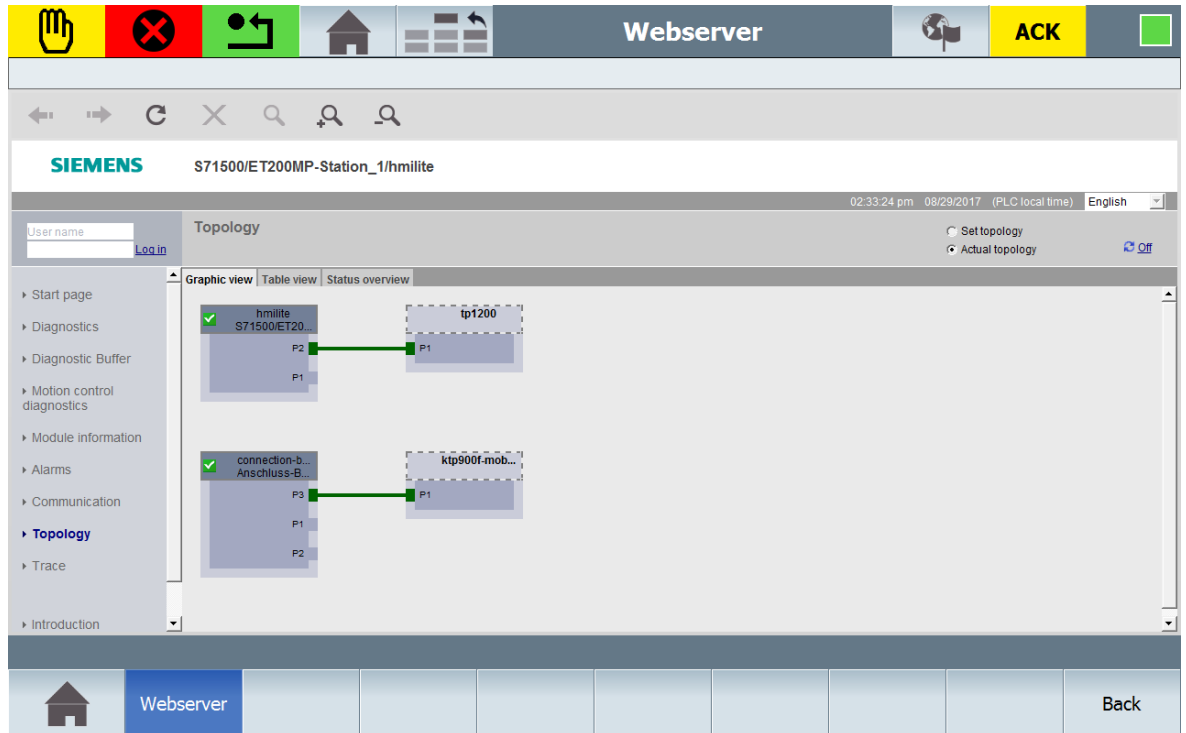 Webserver
ACK
SIEMENS
S71500/ET200MP-Station_1/hmilite
02:33:24 pm 08/29/2017 (PLC local time) English
User name
Log in
Topology
Set topology
Actual topology
Off
Graphic view Table view Status overview
Start page
Diagnostics
Diagnostic Buffer
Motion control
diagnostics
Module information
Alarms
Communication
Topology
Trace
Introduction
hmilite
S71500/ET20...
P2
P1
tp1200
P1
connection-b...
Anschluss-B...
P3
P1
P2
ktp900f-mob...
P1
Webserver
Back